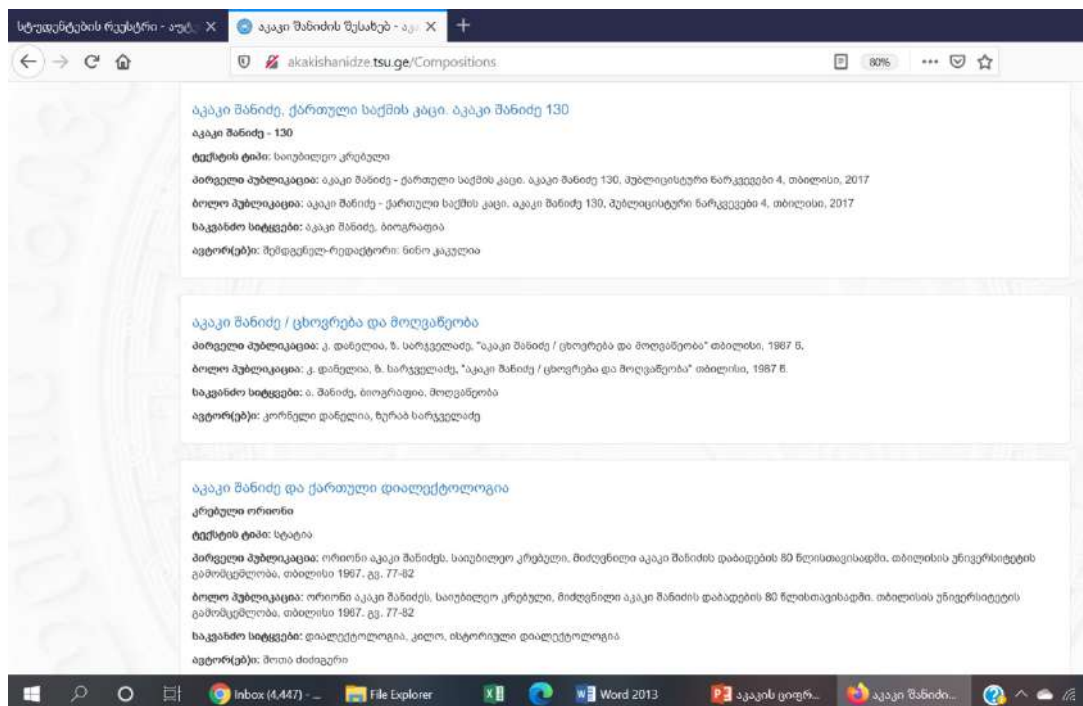 სტუდენტების რეესტრი - აუტ
აკაკი შანიძის შესახებ - აკა
akakishanidze.tsu.ge/Compositions
80%
აკაკი შანიძე, ქართული საქმის კაცი. აკაკი შანიძე 130
აკაკი შანიძე - 130
ტექსტის ტიპი: საიუბილეო კრებული
პირველი პუბლიკაცია: აკაკი შანიძე - ქართული საქმის კაცი. აკაკი შანიძე 130, პუბლიცისტური ნარკვევები 4, თბილისი, 2017
ბოლო პუბლიკაცია: აკაკი შანიძე - ქართული საქმის კაცი. აკაკი შანიძე 130, პუბლიცისტური ნარკვევები 4, თბილისი, 2017
საკვანძო სიტყვები: აკაკი შანიძე, ბიოგრაფია
ავტორ(ებ)ი: შემდგენელ-რედაქტორი: ნინო კაკულია
აკაკი შანიძე / ცხოვრება და მოღვაწეობა
პირველი პუბლიკაცია: კ. დანელია, ზ. სარჯველაძე, "აკაკი შანიძე / ცხოვრება და მოღვაწეობა" თბილისი, 1987 წ.
ბოლო პუბლიკაცია: კ. დანელია, ზ. სარჯველაძე, "აკაკი შანიძე / ცხოვრება და მოღვაწეობა" თბილისი, 1987 წ.
საკვანძო სიტყვები: ა. შანიძე, ბიოგრაფია, მოღვაწეობა
ავტორ(ებ)ი: კორნელი დანელია, ზურაბ სარჯველაძე
აკაკი შანიძე და ქართული დიალექტოლოგია
კრებული ორიონი
ტექსტის ტიპი: სტატია
პირველი პუბლიკაცია: ორიონი აკაკი შანიძეს, საიუბილეო კრებული, მიძღვნილი აკაკი შანიძის დაბადების 80 წლისთავისადმი. თბილისის უნივერსიტეტის
გამომცემლობა, თბილისი 1967. გვ. 77-82
ბოლო პუბლიკაცია: ორიონი აკაკი შანიძეს, საიუბილეო კრებული, მიძღვნილი აკაკი შანიძის დაბადების 80 წლისთავისადმი. თბილისის უნივერსიტეტის
გამომცემლობა, თბილისი 1967. გვ. 77-82
საკვანძო სიტყვები: დიალექტოლოგია, კილო, ისტორიული დიალექტოლოგია
ავტორ(ებ)ი: შოთა ძიძიგური
Inbox (4,447) - ...
File Explorer
Word 2013
აკაკის ციფრ...
აკაკი შანიძი...